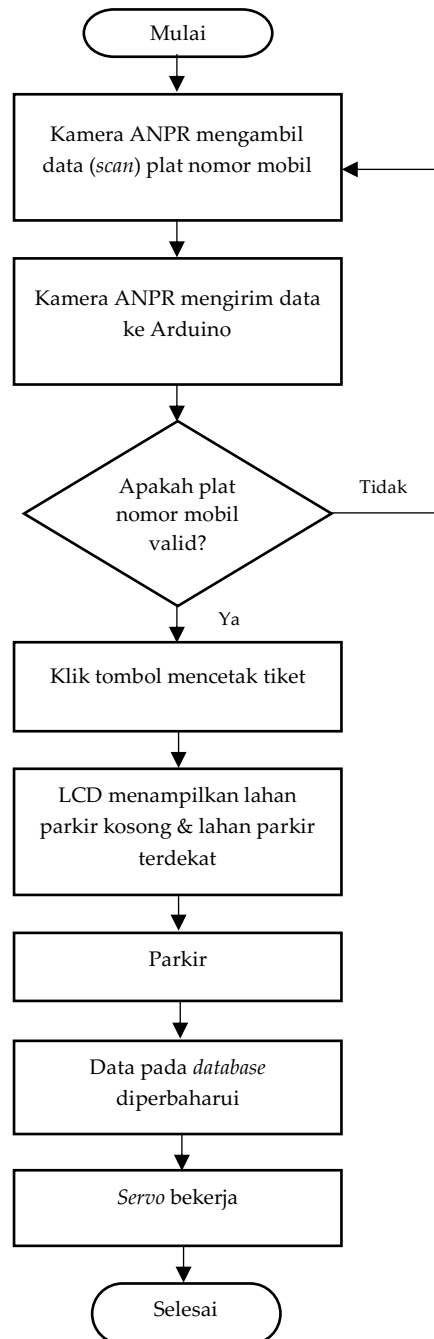 Mulai
Kamera ANPR mengambil
data (scan) plat nomor mobil
Kamera ANPR mengirim data
ke Arduino
Apakah plat
nomor mobil
valid?
Tidak
Ya
Klik tombol mencetak tiket
LCD menampilkan lahan
parkir kosong & lahan parkir
terdekat
Parkir
Data pada database
diperbaharui
Servo bekerja
Selesai